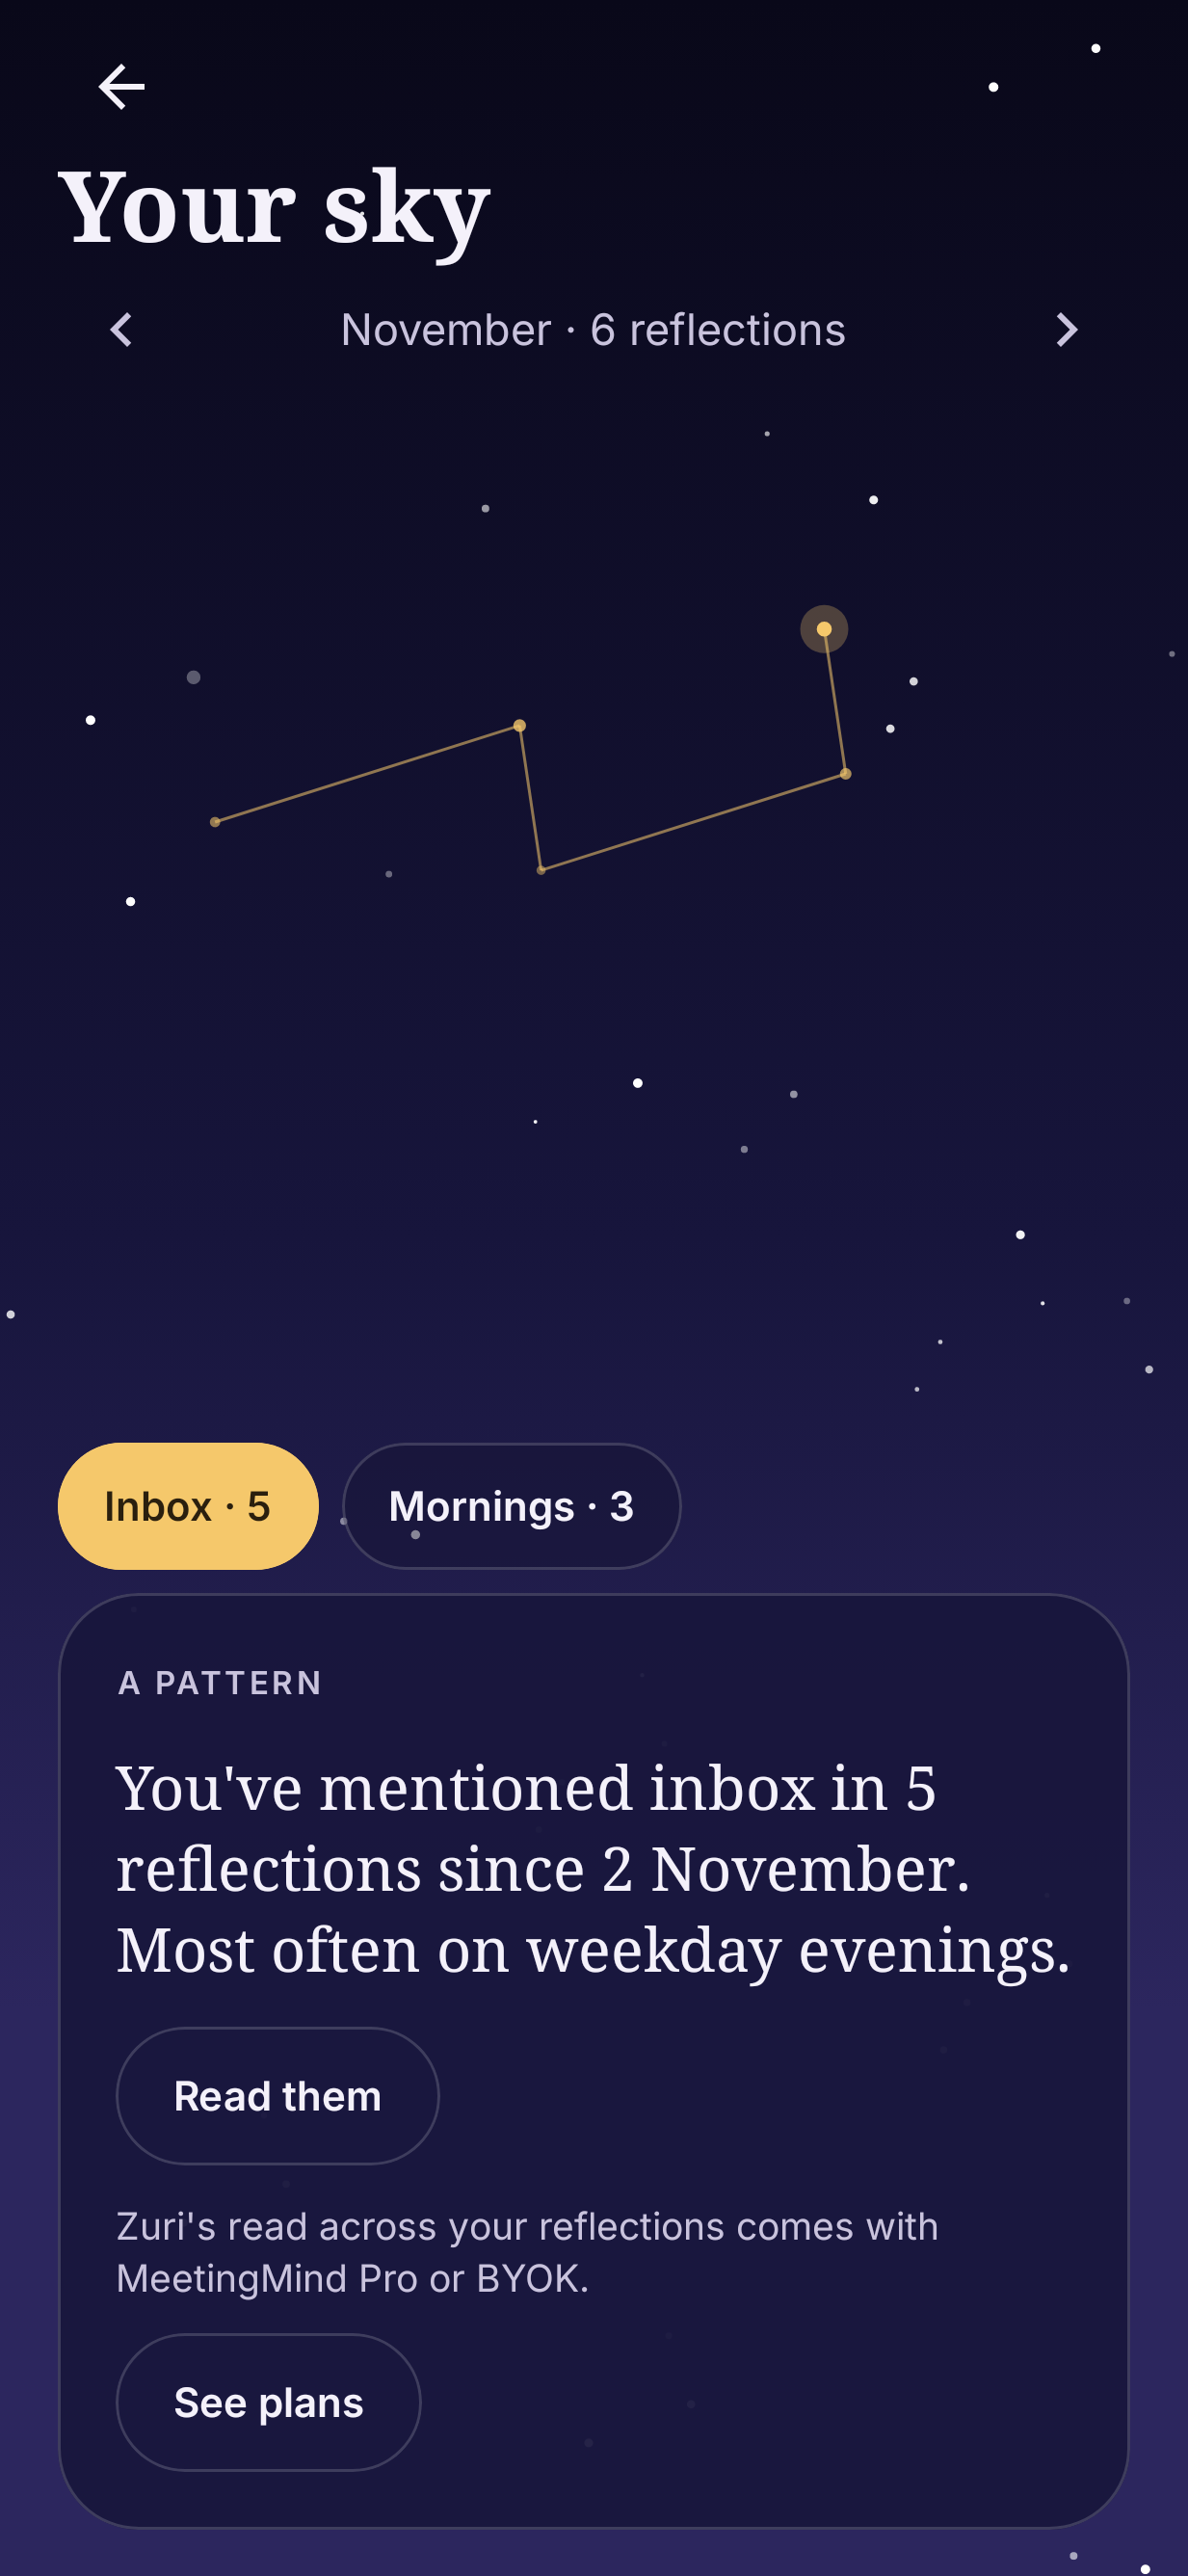 Your sky
November · 6 reflections
Inbox · 5
Mornings · 3
A PATTERN
You've mentioned inbox in 5
reflections since 2 November.
Most often on weekday evenings.
Read them
Zuri's read across your reflections comes with
MeetingMind Pro or BYOK.
See plans